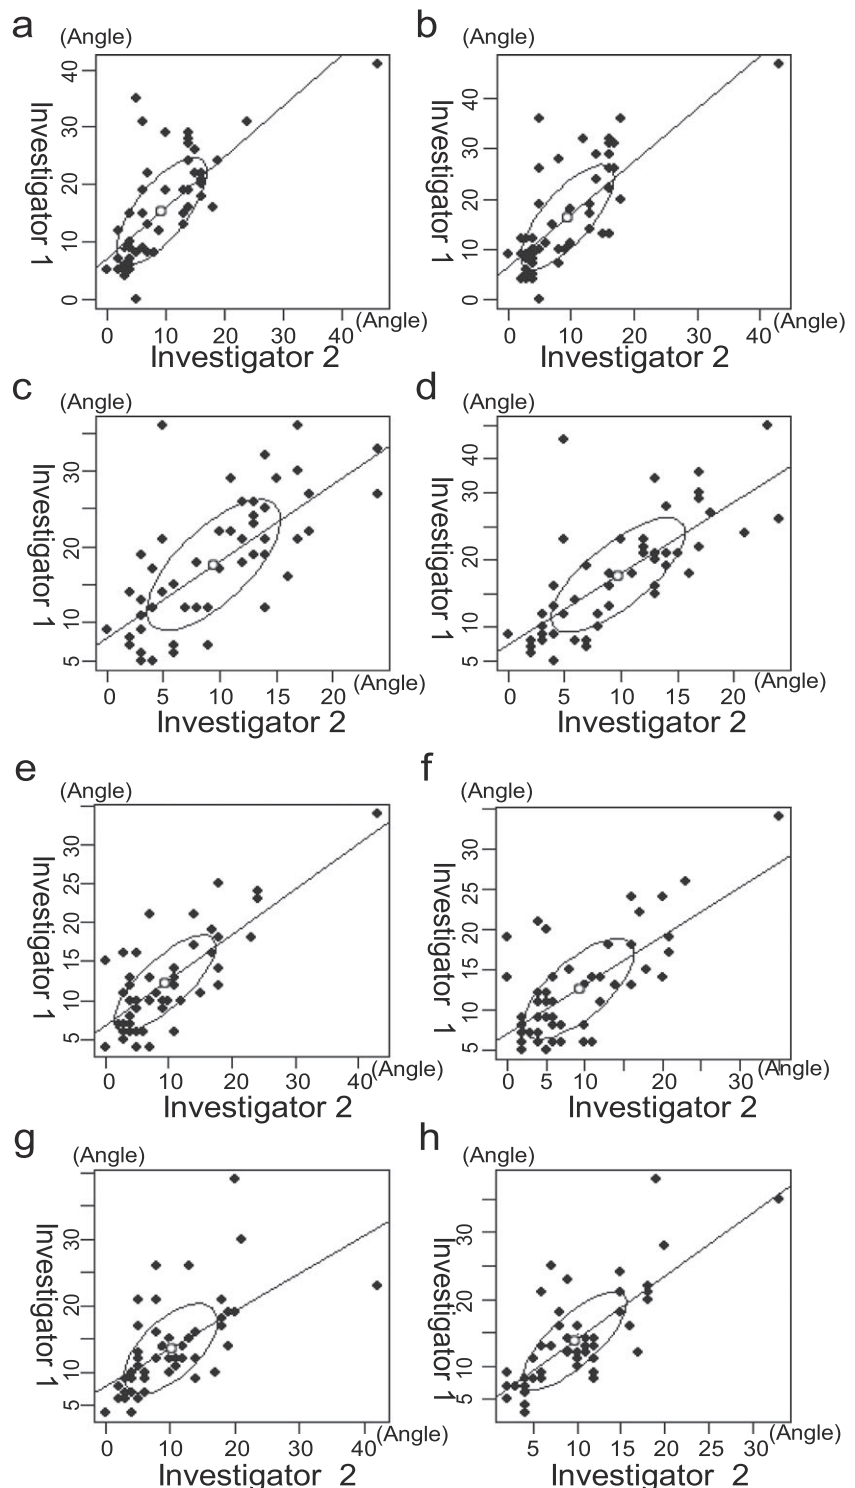 a
(Angle)
Investigator 1
40
30
20
10
0
0 10 20 30 40 (Angle)
Investigator 2
b
(Angle)
Investigator 1
40
30
20
10
0
0 10 20 30 40 (Angle)
Investigator 2
c
(Angle)
Investigator 1
30
20
10
5
0 5 10 15 20 (Angle)
Investigator 2
d
(Angle)
Investigator 1
40
30
20
10
5
0 5 10 15 20 (Angle)
Investigator 2
e
(Angle)
Investigator 1
30
25
20
15
10
5
0 10 20 30 40 (Angle)
Investigator 2
f
(Angle)
Investigator 1
30
25
20
15
10
5
0 5 10 20 30 (Angle)
Investigator 2
g
(Angle)
Investigator 1
30
20
10
5
0 10 20 30 40 (Angle)
Investigator 2
h
(Angle)
Investigator 1
30
20
10
5
5 10 15 20 25 30 (Angle)
Investigator 2